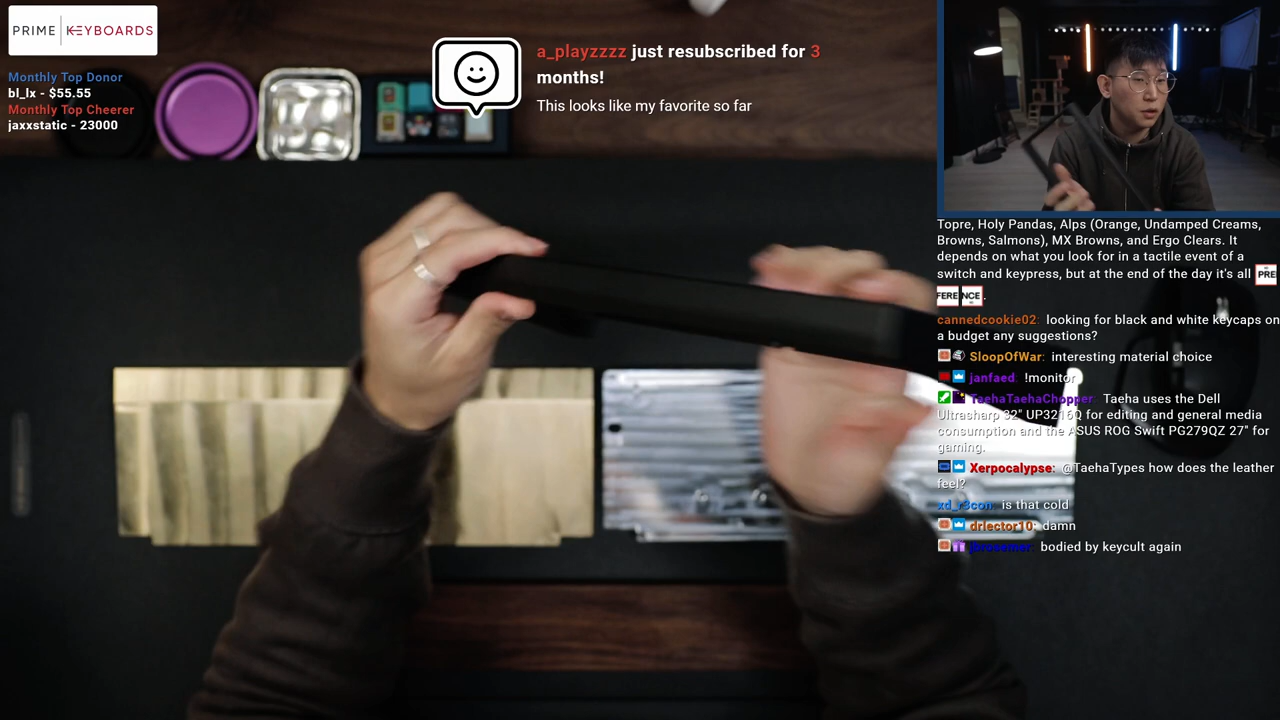 PRIME KEYBOARDS
Monthly Top Donor
bl_lx - $55.55
Monthly Top Cheerer
jaxxstatic - 23000
a_playzzzz just resubscribed for 3
months!
This looks like my favorite so far
Topre, Holy Pandas, Alps (Orange, Undamped Creams,
Browns, Salmons), MX Browns, and Ergo Clears. It
depends on what you look for in a tactile event of a
switch and keypress, but at the end of the day it's all PRE
FERE NCE.
cannedcookie02: looking for black and white keycaps on
a budget any suggestions?
SloopOfWar: interesting material choice
janfaed: !monitor
TaehaTaehaChopper: Taeha uses the Dell
Ultrasharp 32" UP3216Q for editing and general media
consumption and the ASUS ROG Swift PG279QZ 27" for
gaming.
Xerpocalypse: @TaehaTypes how does the leather
feel?
xd_r3con: is that cold
drlector10: damn
jbrosamer: bodied by keycult again